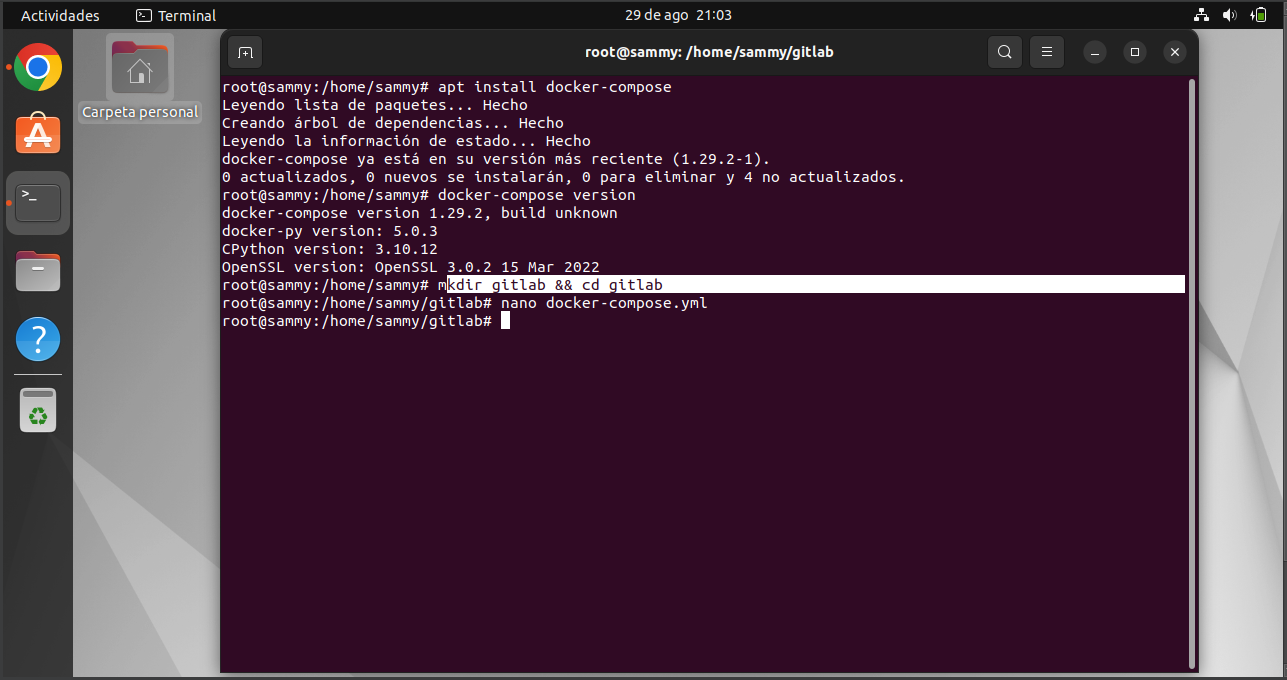 Actividades
Terminal
29 de ago 21:03
Carpeta personal
root@sammy: /home/sammy/gitlab
root@sammy:/home/sammy# apt install docker-compose
Leyendo lista de paquetes... Hecho
Creando árbol de dependencias... Hecho
Leyendo la información de estado... Hecho
docker-compose ya está en su versión más reciente (1.29.2-1).
0 actualizados, 0 nuevos se instalarán, 0 para eliminar y 4 no actualizados.
root@sammy:/home/sammy# docker-compose version
docker-compose version 1.29.2, build unknown
docker-py version: 5.0.3
CPython version: 3.10.12
OpenSSL version: OpenSSL 3.0.2 15 Mar 2022
root@sammy:/home/sammy# mkdir gitlab && cd gitlab
root@sammy:/home/sammy/gitlab# nano docker-compose.yml
root@sammy:/home/sammy/gitlab#